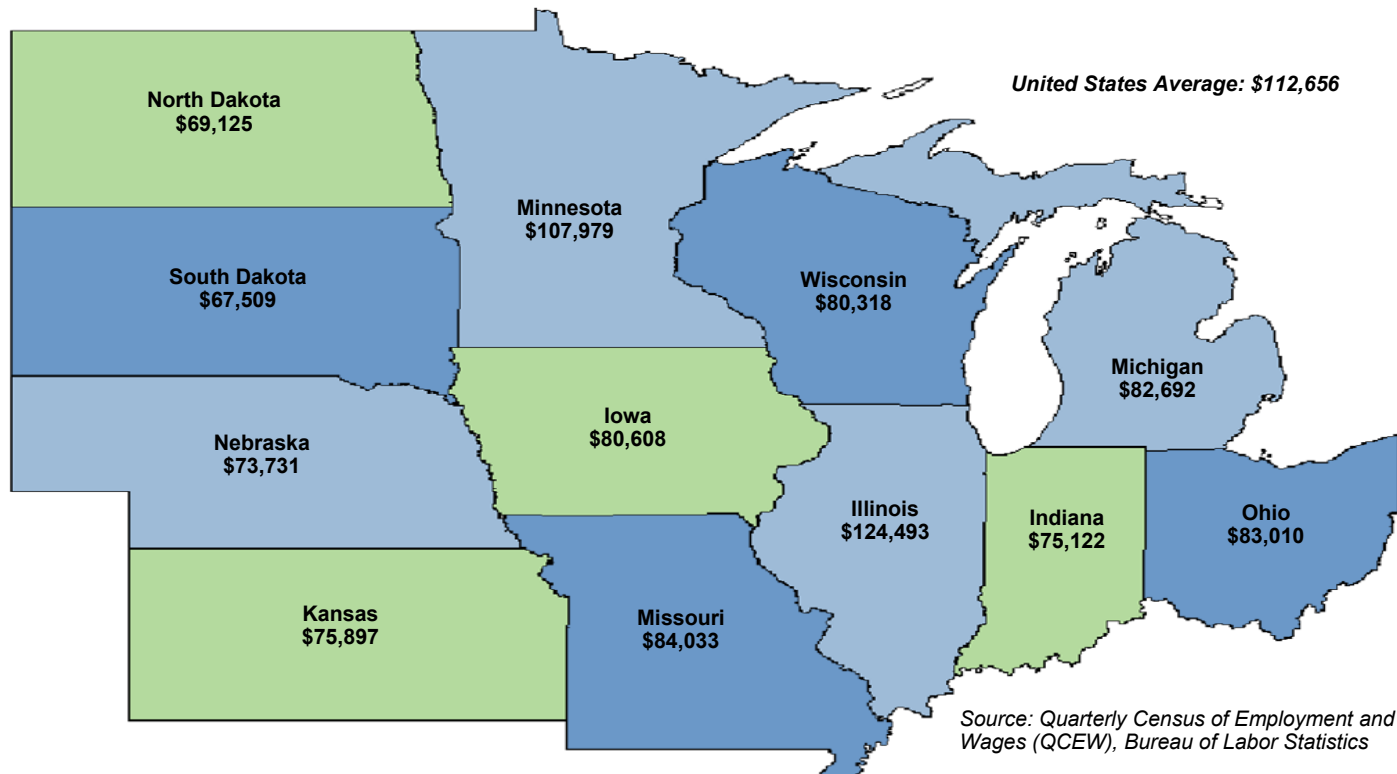 United States Average: $112,656
North Dakota
$69,125
Minnesota
$107,979
South Dakota
$67,509
Wisconsin
$80,318
Michigan
$82,692
Iowa
$80,608
Nebraska
$73,731
Illinois
$124,493
Indiana
$75,122
Ohio
$83,010
Kansas
$75,897
Missouri
$84,033
Source: Quarterly Census of Employment and
Wages (QCEW), Bureau of Labor Statistics